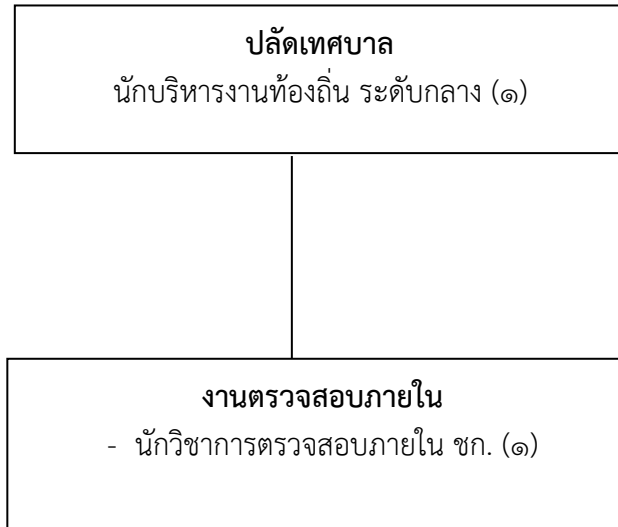 ปลัดเทศบาล
นักบริหารงานท้องถิ่น ระดับกลาง (๑)
งานตรวจสอบภายใน
- นักวิชาการตรวจสอบภายใน ชก. (๑)